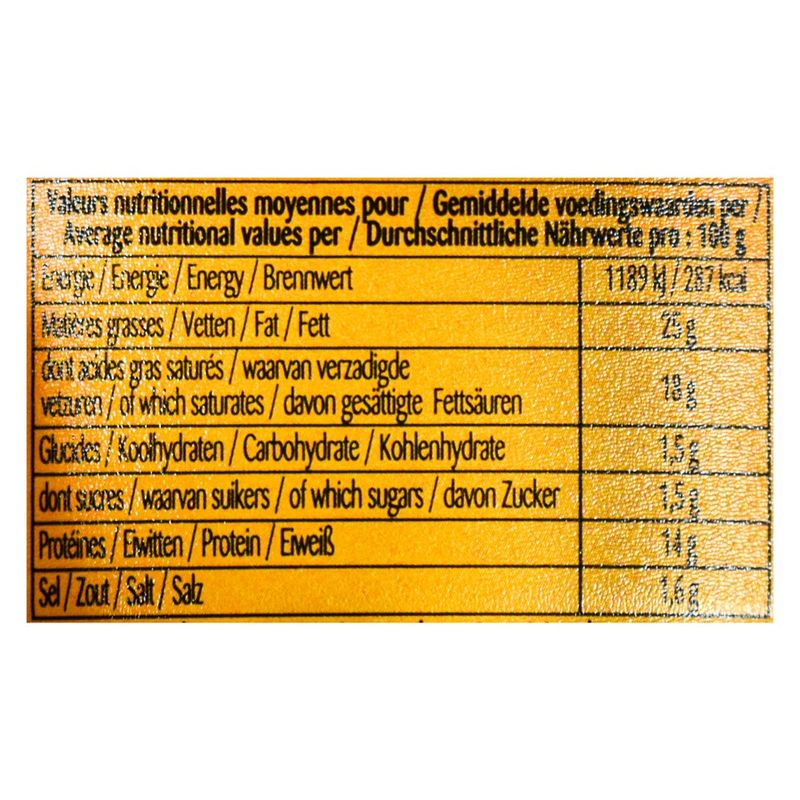 Valeurs nutritionnelles moyennes pour / Gemiddelde voedingswaarden per /
Average nutritional values per / Durchschnittliche Nährwerte pro : 100 g
Energie / Energie / Energy / Brennwert 1189 kJ / 287 kcal
Matières grasses / Vetten / Fat / Fett 25 g
dont acides gras saturés / waarvan verzadigde
vetzuren / of which saturates / davon gesättigte Fettsäuren 18 g
Glucides / Koolhydraten / Carbohydrate / Kohlenhydrate 1,5 g
dont sucres / waarvan suikers / of which sugars / davon Zucker 1,5 g
Protéines / Eiwitten / Protein / Eiweiß 14 g
Sel / Zout / Salt / Salz 1,6 g